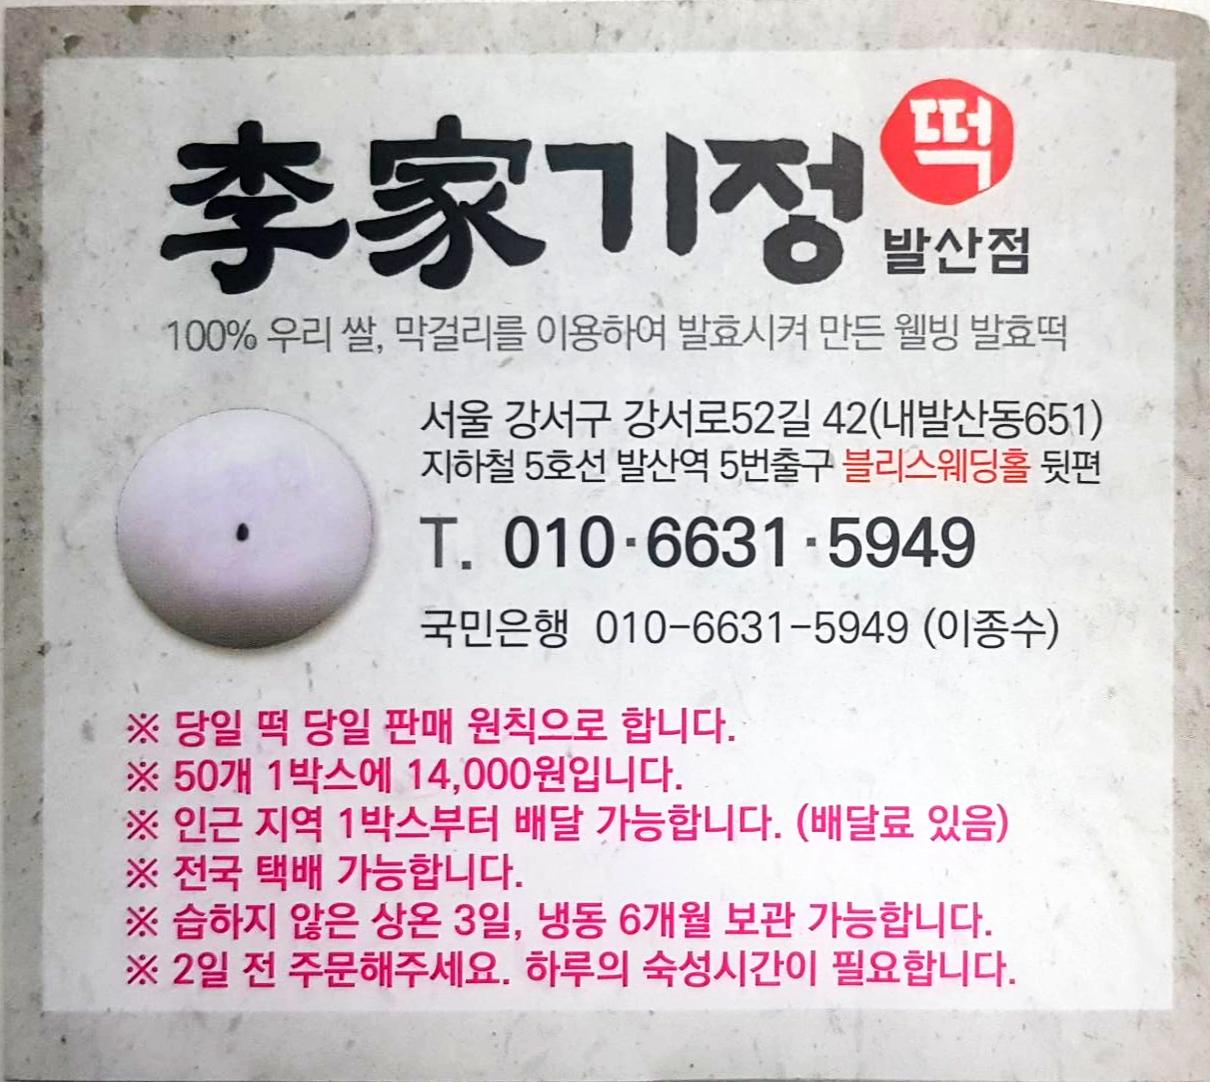 李家기정 떡
발산점
100% 우리 쌀, 막걸리를 이용하여 발효시켜 만든 웰빙 발효떡
서울 강서구 강서로52길 42(내발산동651)
지하철 5호선 발산역 5번출구 블리스웨딩홀 뒷편
T. 010·6631·5949
국민은행 010-6631-5949 (이종수)
※ 당일 떡 당일 판매 원칙으로 합니다.
※ 50개 1박스에 14,000원입니다.
※ 인근 지역 1박스부터 배달 가능합니다. (배달료 있음)
※ 전국 택배 가능합니다.
※ 습하지 않은 상온 3일, 냉동 6개월 보관 가능합니다.
※ 2일 전 주문해주세요. 하루의 숙성시간이 필요합니다.